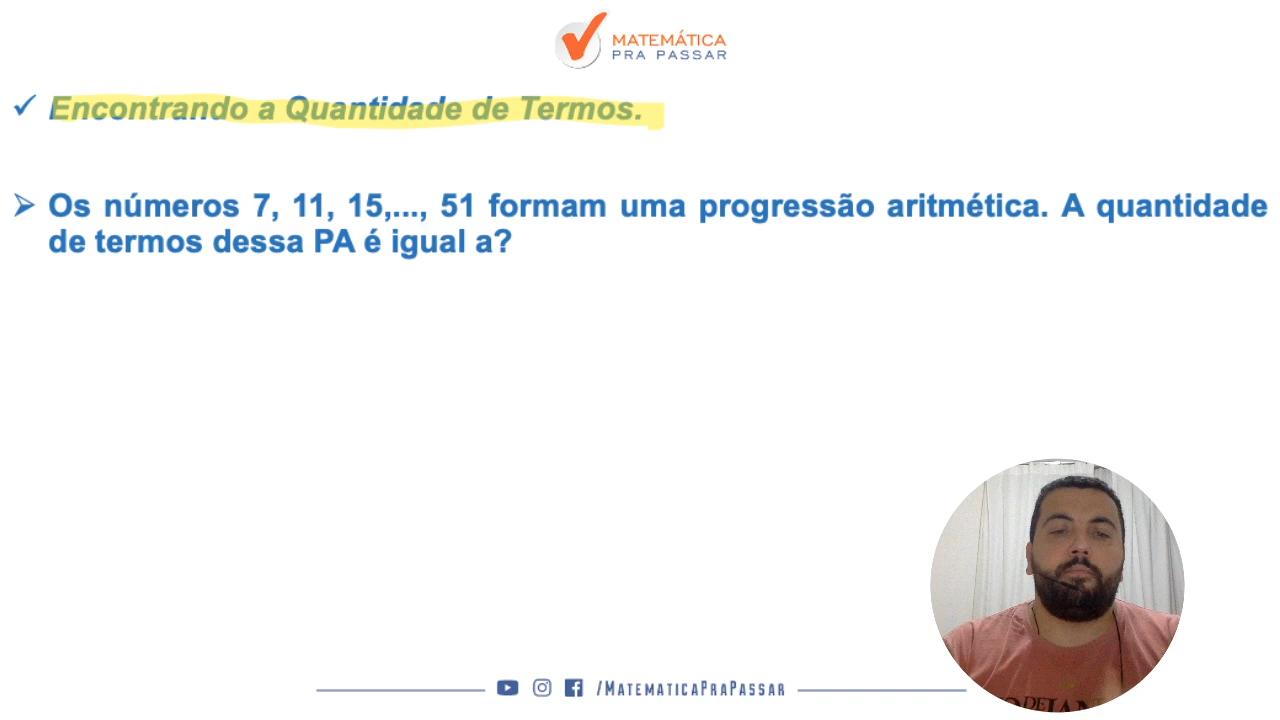 MATEMÁTICA
PRA PASSAR
Encontrando a Quantidade de Termos.
Os números 7, 11, 15,..., 51 formam uma progressão aritmética. A quantidade
de termos dessa PA é igual a?
/MATEMATICAPRAPASSAR